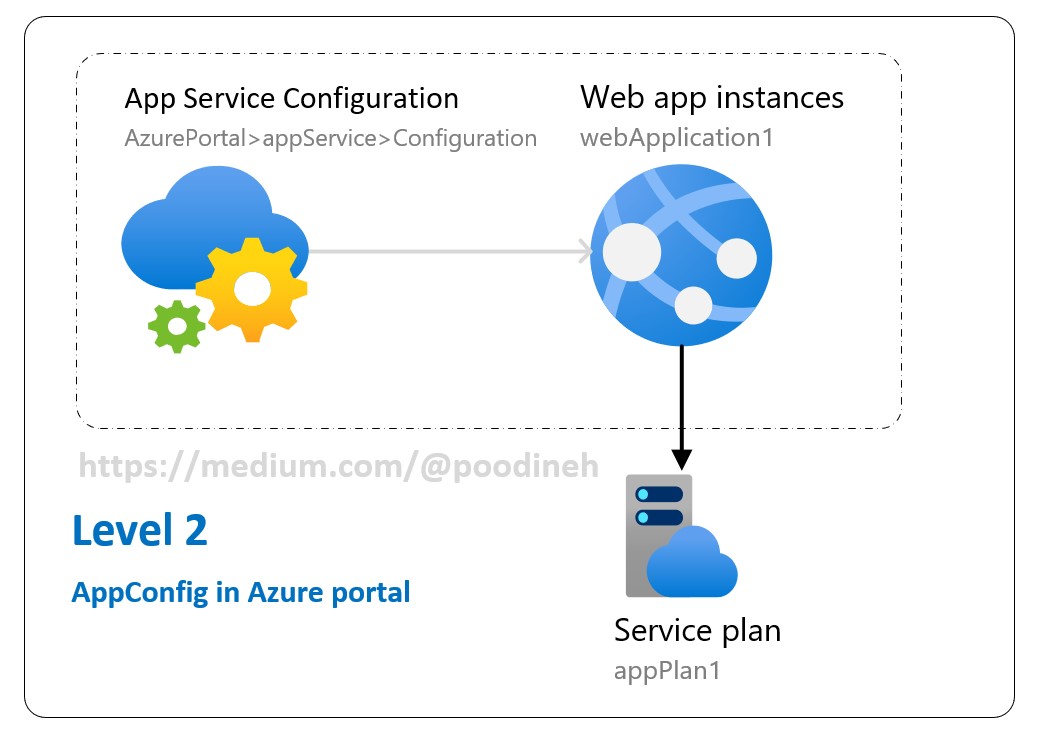 App Service Configuration
AzurePortal>appService>Configuration
Web app instances
webApplication1
https://medium.com/@poodineh
Level 2
AppConfig in Azure portal
Service plan
appPlan1